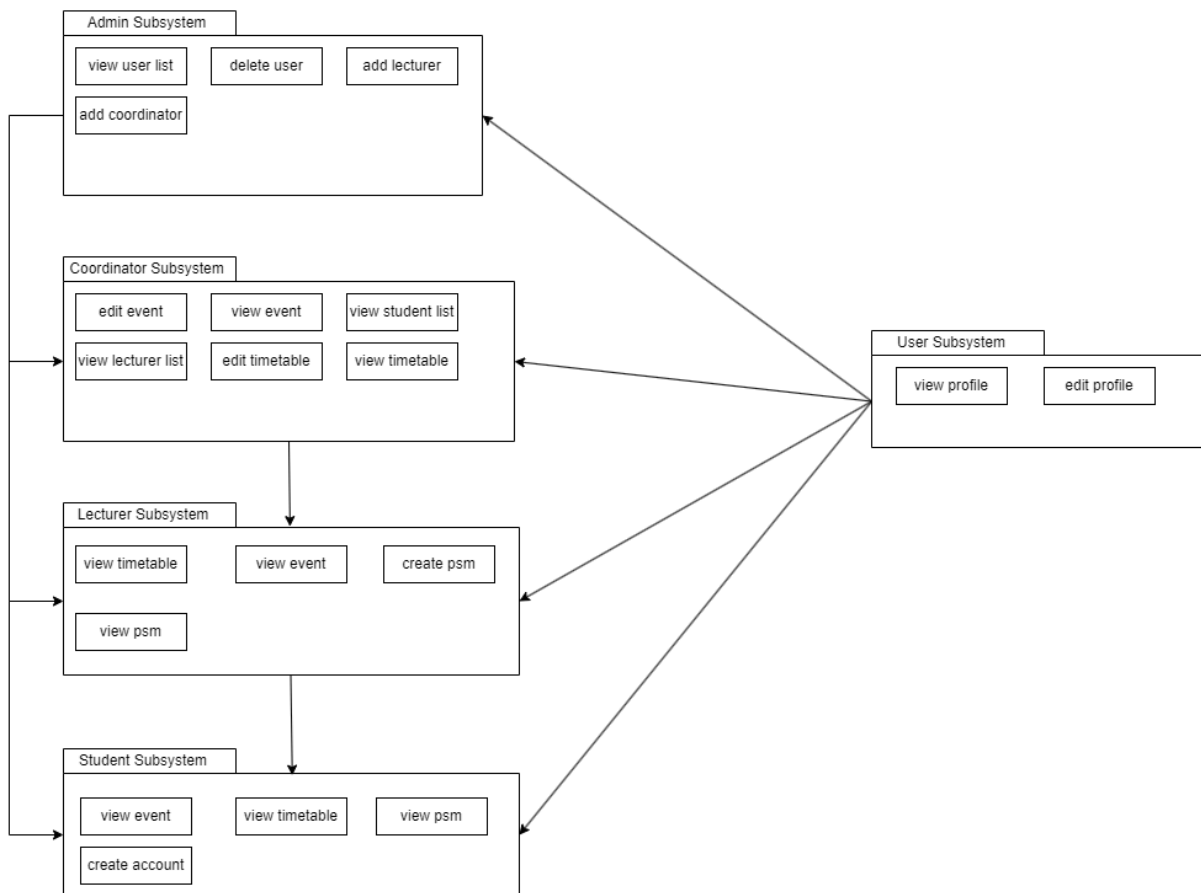 Admin Subsystem
view user list
delete user
add lecturer
add coordinator
Coordinator Subsystem
edit event
view event
view student list
view lecturer list
edit timetable
view timetable
User Subsystem
view profile
edit profile
Lecturer Subsystem
view timetable
view event
create psm
view psm
Student Subsystem
view event
view timetable
view psm
create account